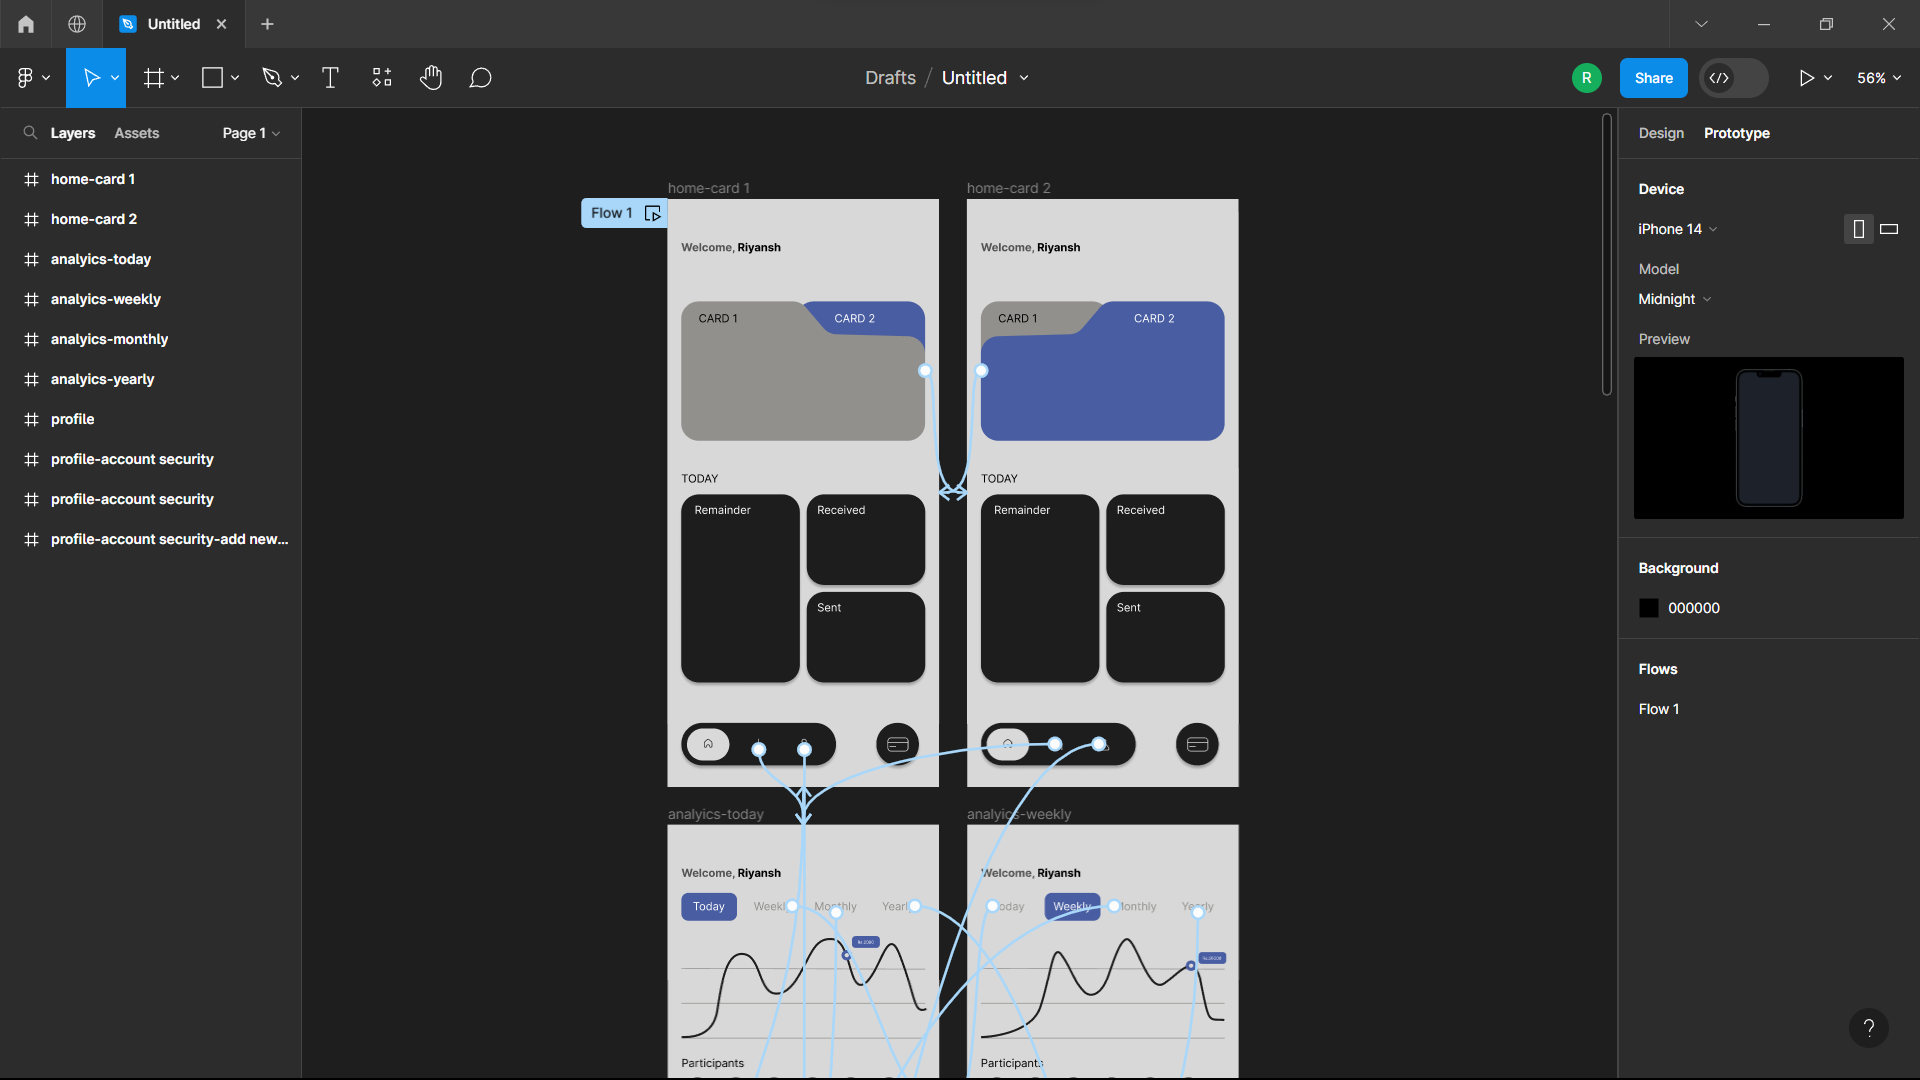 Untitled
Drafts / Untitled
R
Share
56%
Layers Assets Page 1
home-card 1
home-card 2
analyics-today
analyics-weekly
analyics-monthly
analyics-yearly
profile
profile-account security
profile-account security
profile-account security-add new...
Flow 1
home-card 1
Welcome, Riyansh
CARD 1 CARD 2
TODAY
Remainder Received
Sent
home-card 2
Welcome, Riyansh
CARD 1 CARD 2
TODAY
Remainder Received
Sent
analyics-today
Welcome, Riyansh
Today Weekly Monthly Yearly
Participants
analyics-weekly
Welcome, Riyansh
Today Weekly Monthly Yearly
Participants
Design Prototype
Device
iPhone 14
Model
Midnight
Preview
Background
000000
Flows
Flow 1
?